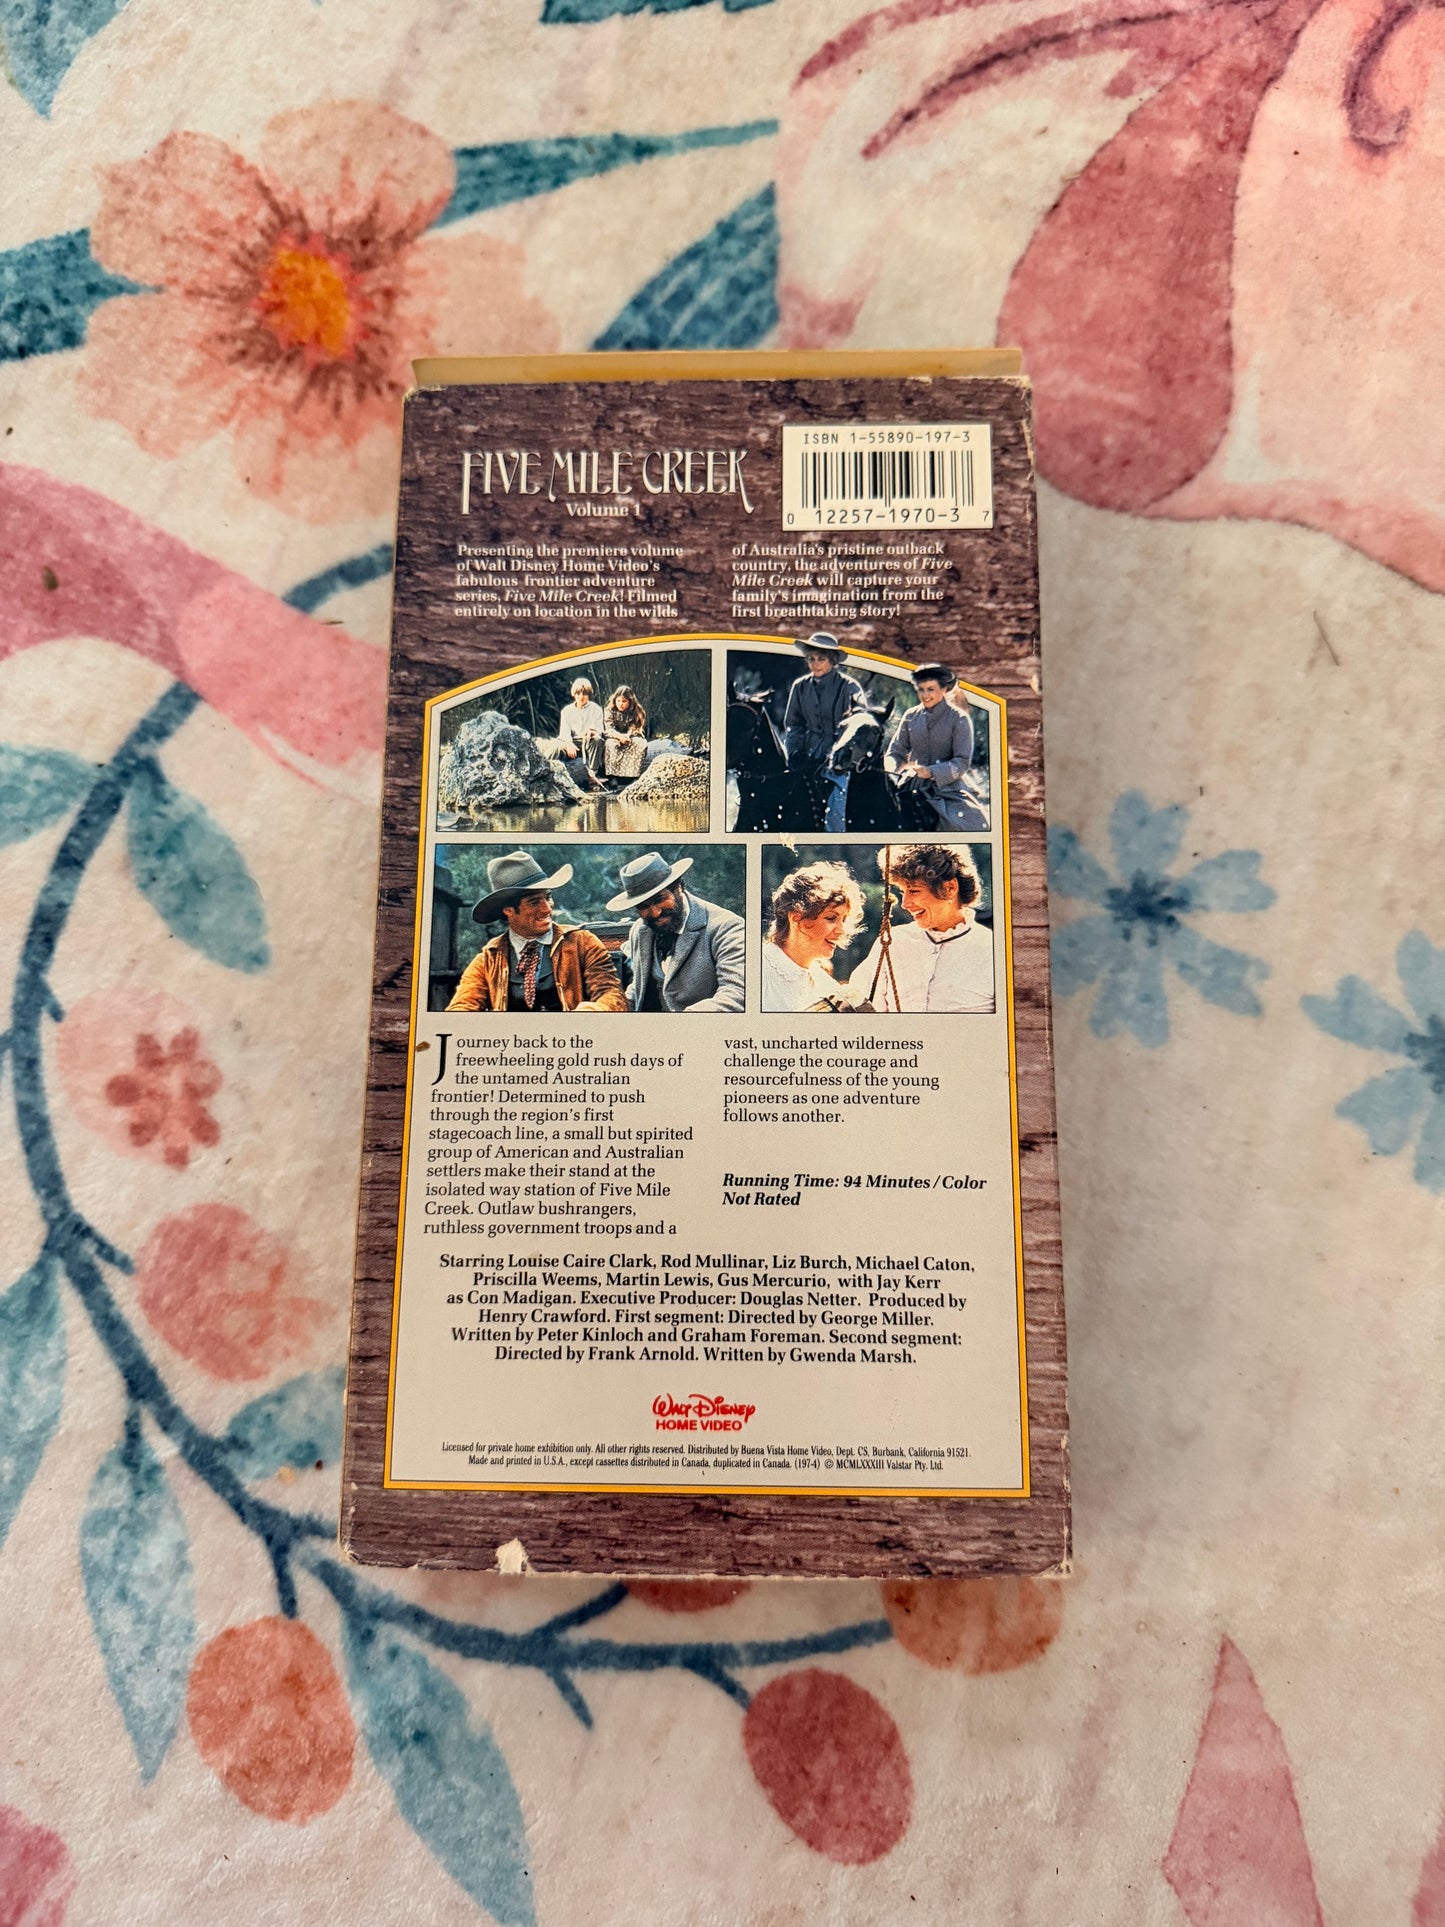 ISBN 1-55890-197-3
0 12257-1970-3 7
FIVE MILE CREEK
Volume 1
Presenting the premiere volume
of Walt Disney Home Video's
fabulous frontier adventure
series, Five Mile Creek! Filmed
entirely on location in the wilds
of Australia's pristine outback
country, the adventures of Five
Mile Creek will capture your
family's imagination from the
first breathtaking story!
Journey back to the
freewheeling gold rush days of
the untamed Australian
frontier! Determined to push
through the region's first
stagecoach line, a small but spirited
group of American and Australian
settlers make their stand at the
isolated way station of Five Mile
Creek. Outlaw bushrangers,
ruthless government troops and a
vast, uncharted wilderness
challenge the courage and
resourcefulness of the young
pioneers as one adventure
follows another.
Running Time: 94 Minutes/Color
Not Rated
Starring Louise Caire Clark, Rod Mullinar, Liz Burch, Michael Caton,
Priscilla Weems, Martin Lewis, Gus Mercurio, with Jay Kerr
as Con Madigan. Executive Producer: Douglas Netter. Produced by
Henry Crawford. First segment: Directed by George Miller.
Written by Peter Kinloch and Graham Foreman. Second segment:
Directed by Frank Arnold. Written by Gwenda Marsh.
WALT DISNEY
HOME VIDEO
Licensed for private home exhibition only. All other rights reserved. Distributed by Buena Vista Home Video, Dept. CS, Burbank, California 91521.
Made and printed in U.S.A., except cassettes distributed in Canada, duplicated in Canada. (197-4) © MCMLXXXIII Valstar Pty. Ltd.